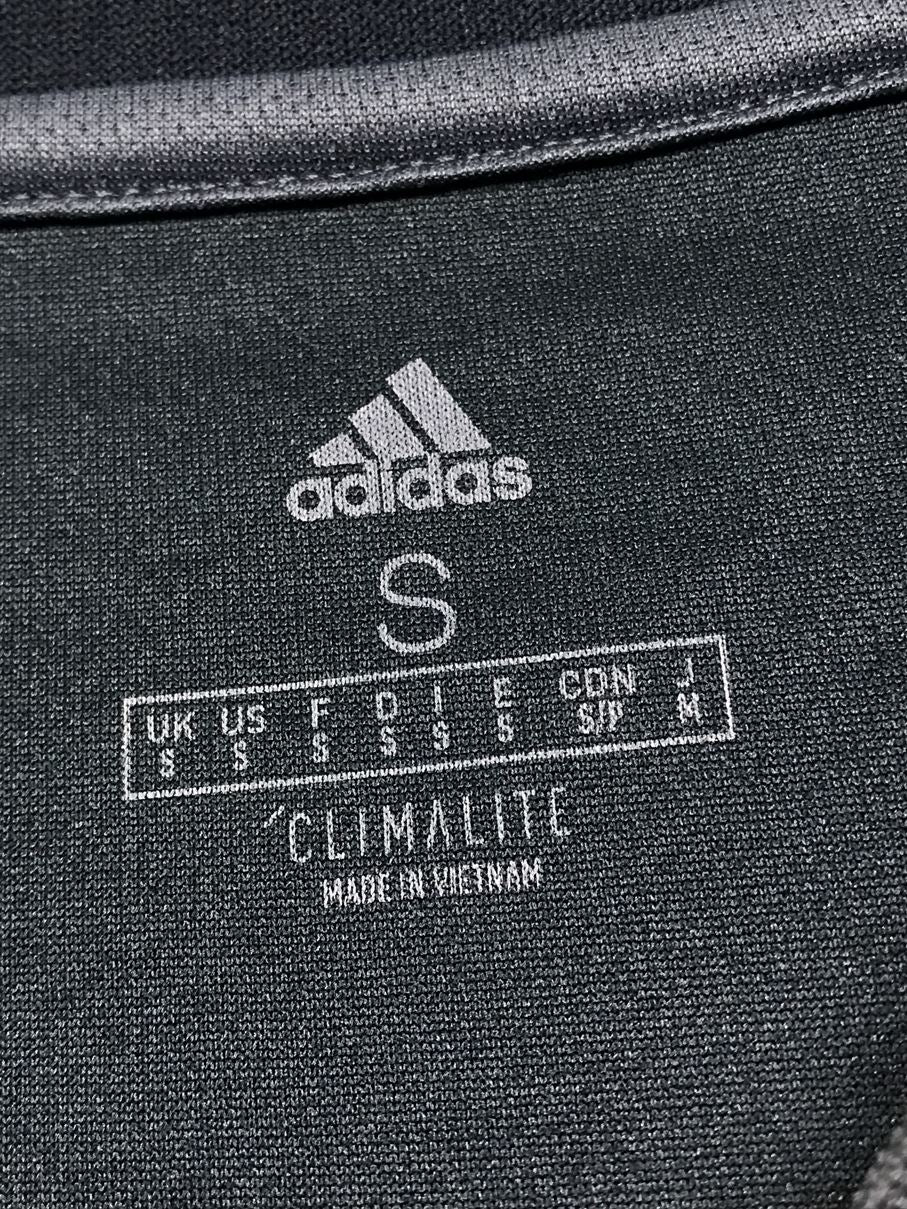 adidas
S
UK US F D I E CDN J
S S S S S S S/P M
CLIMALITE
MADE IN VIETNAM